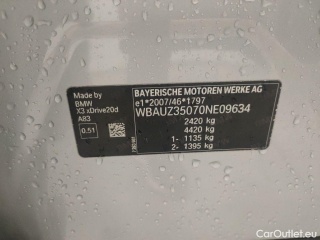 BAYERISCHE MOTOREN WERKE AG
e1*2007/46*1797
WBAUZ35070NE09634
2420 kg
4420 kg
1- 1135 kg
2- 1395 kg
Made by
BMW
X3 xDrive20d
A83
0.51
CarOutlet.eu